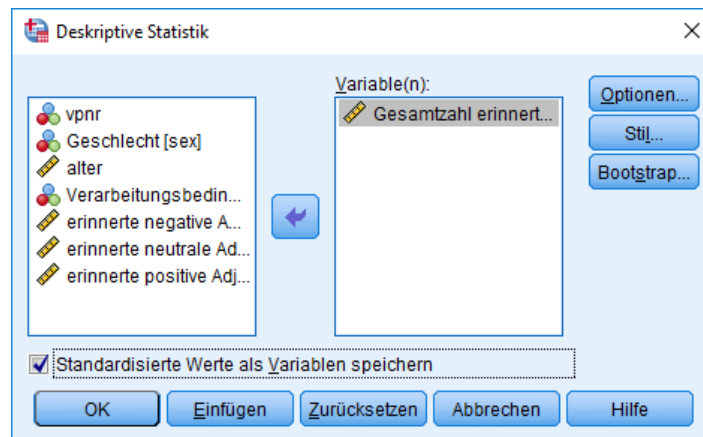 Deskriptive Statistik
Variable(n):
vpnr
Geschlecht [sex]
alter
Verarbeitungsbedin...
erinnerte negative A...
erinnerte neutrale Ad...
erinnerte positive Adj...
Gesamtzahl erinnert...
Optionen...
Stil...
Bootstrap...
Standardisierte Werte als Variablen speichern
OK Einfügen Zurücksetzen Abbrechen Hilfe